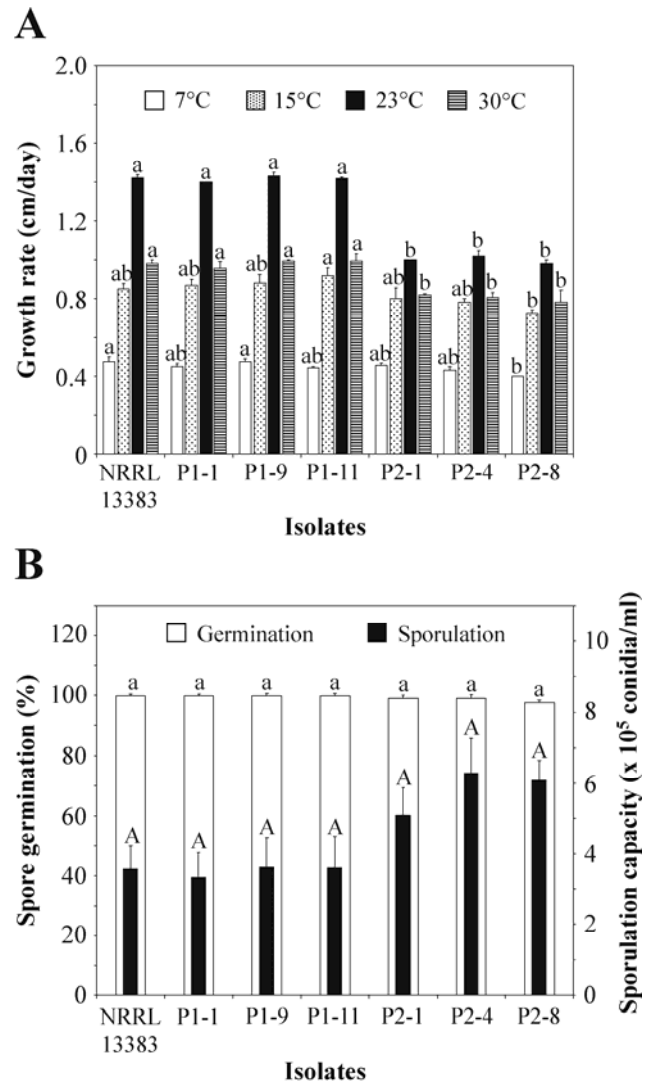 A
2.0
1.6
1.2
0.8
0.4
0
Growth rate (cm/day)
7°C 15°C 23°C 30°C
a ab a a
ab ab a a
a ab a a
ab a a a
ab ab b b
ab ab b b
b b b b
NRRL 13383 P1-1 P1-9 P1-11 P2-1 P2-4 P2-8
Isolates
B
120
100
80
60
40
20
0
Spore germination (%)
Germination Sporulation
a a a a a a a
A A A A A A A
10
8
6
4
2
0
Sporulation capacity (x 10⁵ conidia/ml)
NRRL 13383 P1-1 P1-9 P1-11 P2-1 P2-4 P2-8
Isolates